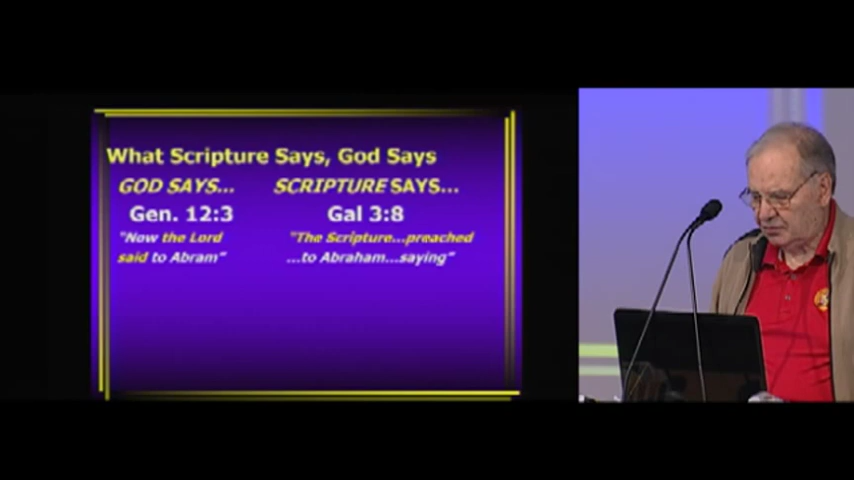 What Scripture Says, God Says
GOD SAYS... SCRIPTURE SAYS...
Gen. 12:3 Gal 3:8
"Now the Lord "The Scripture...preached
said to Abram" ...to Abraham...saying"